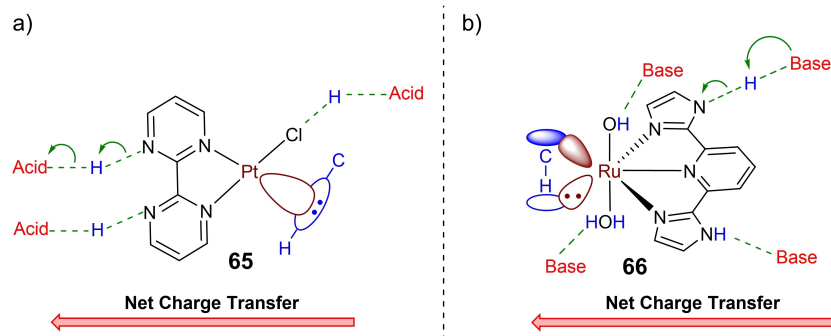 a)
H
Acid
Cl
Acid
H
N
N
Pt
C
Acid
H
N
N
H
65
Net Charge Transfer
b)
Base
Base
H
OH
N
N
C
H
Ru
N
HOH
N
NH
Base
Base
66
Net Charge Transfer